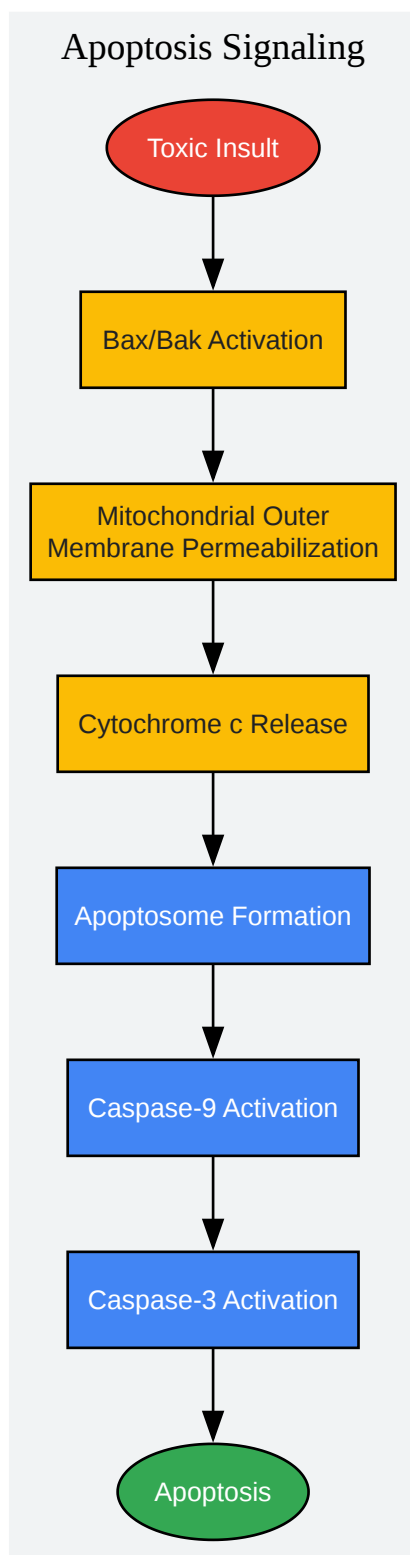 Apoptosis Signaling
Toxic Insult
Bax/Bak Activation
Mitochondrial Outer
Membrane Permeabilization
Cytochrome c Release
Apoptosome Formation
Caspase-9 Activation
Caspase-3 Activation
Apoptosis